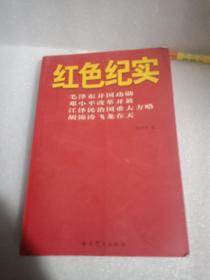 红色纪实
毛泽东开国功勋
邓小平改革开放
江泽民治国重大方略
胡锦涛飞龙在天